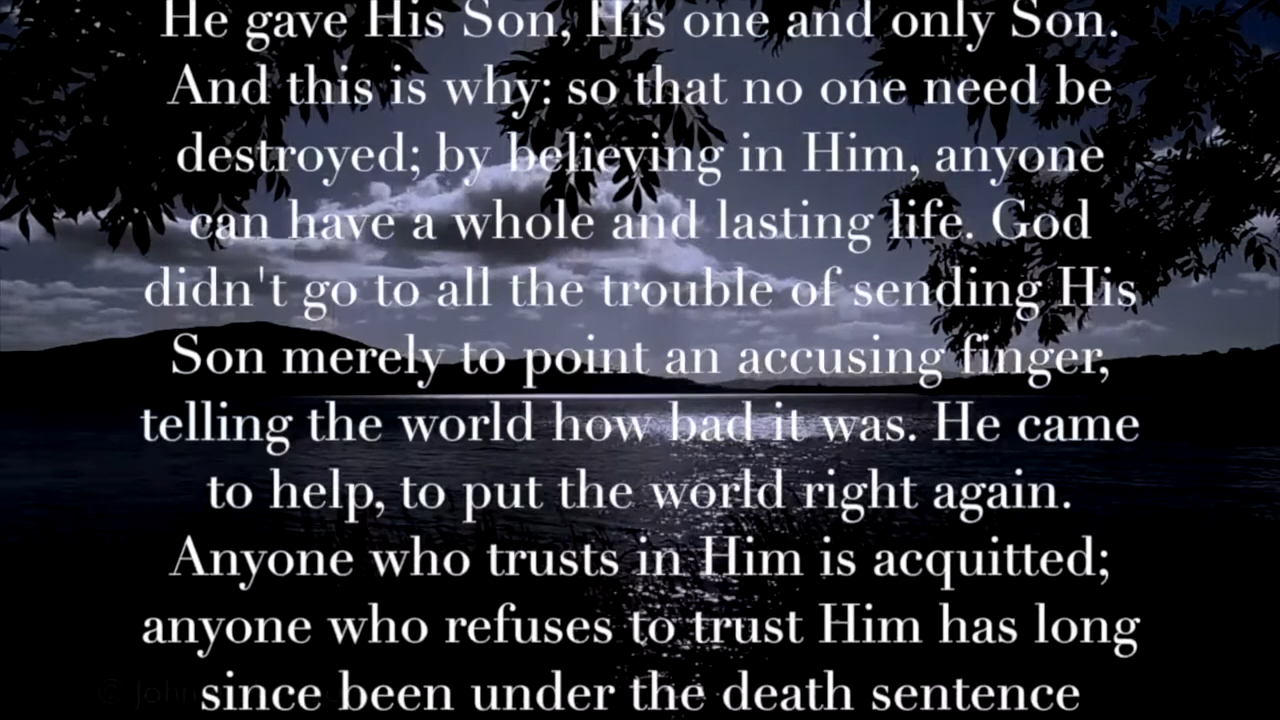 He gave His Son, His one and only Son.
And this is why: so that no one need be
destroyed; by believing in Him, anyone
can have a whole and lasting life. God
didn't go to all the trouble of sending His
Son merely to point an accusing finger,
telling the world how bad it was. He came
to help, to put the world right again.
Anyone who trusts in Him is acquitted;
anyone who refuses to trust Him has long
since been under the death sentence
© John